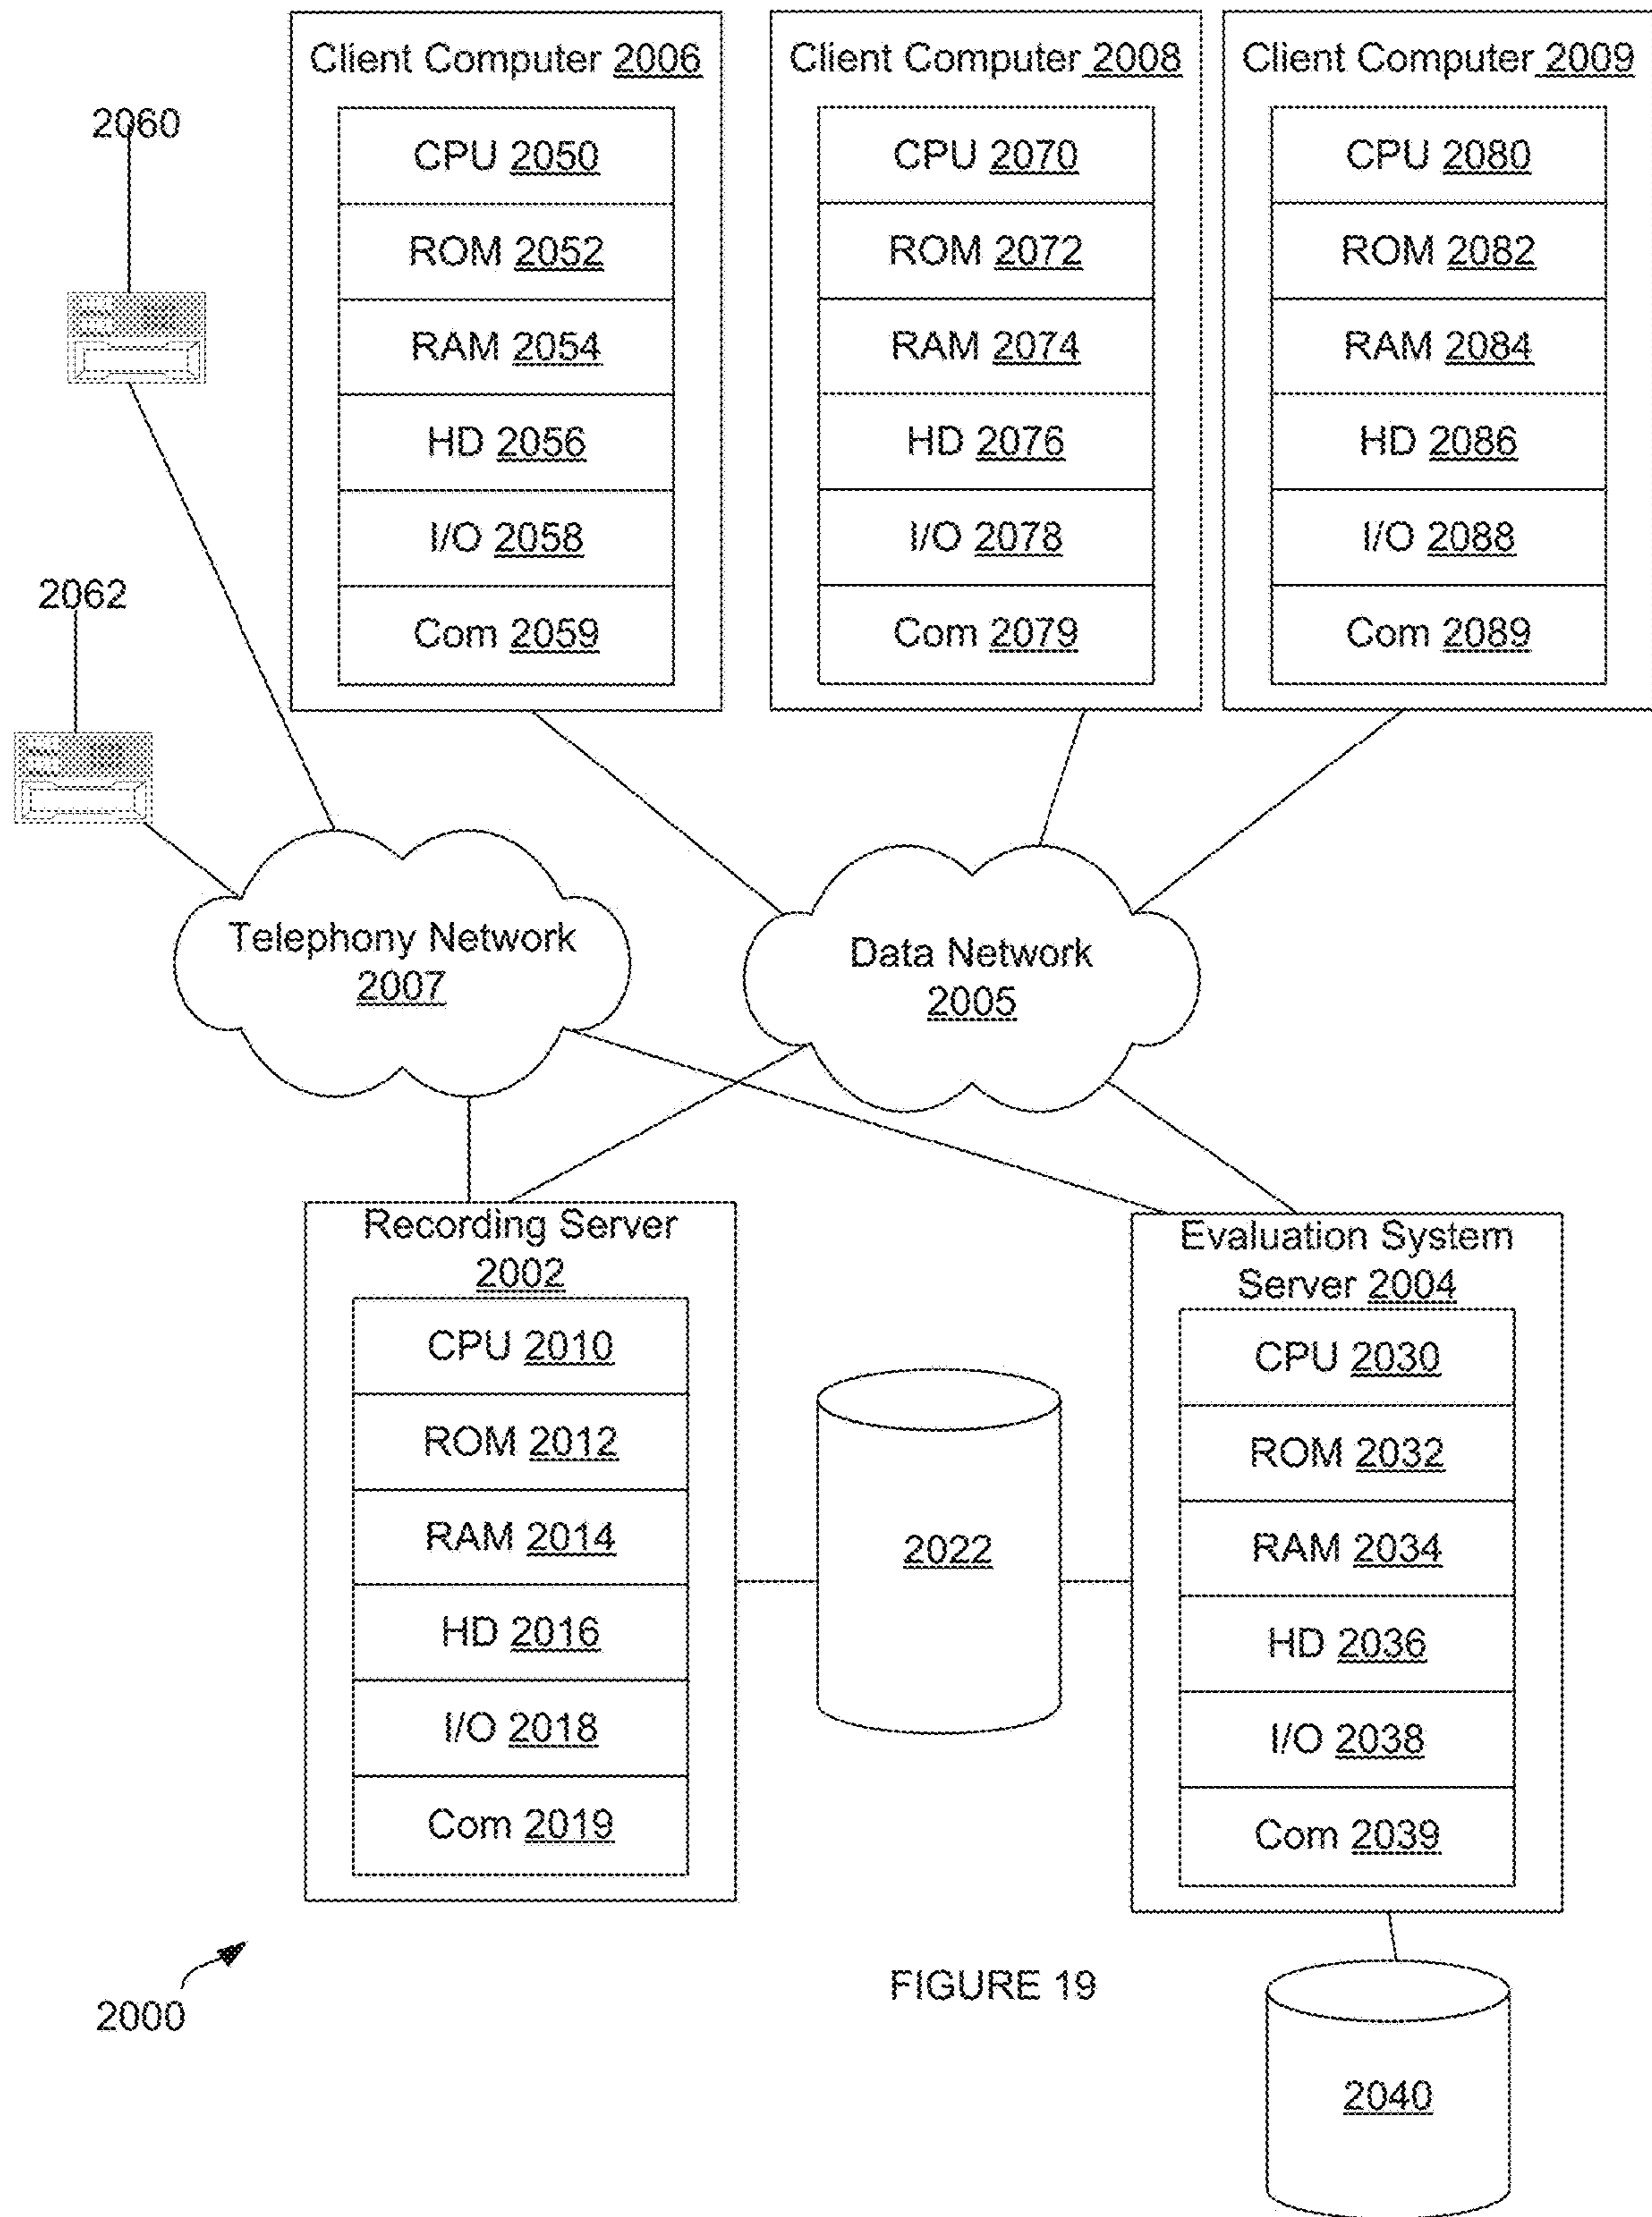 Client Computer 2006
CPU 2050
ROM 2052
RAM 2054
HD 2056
I/O 2058
Com 2059
Client Computer 2008
CPU 2070
ROM 2072
RAM 2074
HD 2076
I/O 2078
Com 2079
Client Computer 2009
CPU 2080
ROM 2082
RAM 2084
HD 2086
I/O 2088
Com 2089
2060
2062
Telephony Network
2007
Data Network
2005
Recording Server
2002
CPU 2010
ROM 2012
RAM 2014
HD 2016
I/O 2018
Com 2019
2022
Evaluation System
Server 2004
CPU 2030
ROM 2032
RAM 2034
HD 2036
I/O 2038
Com 2039
2040
2000
FIGURE 19